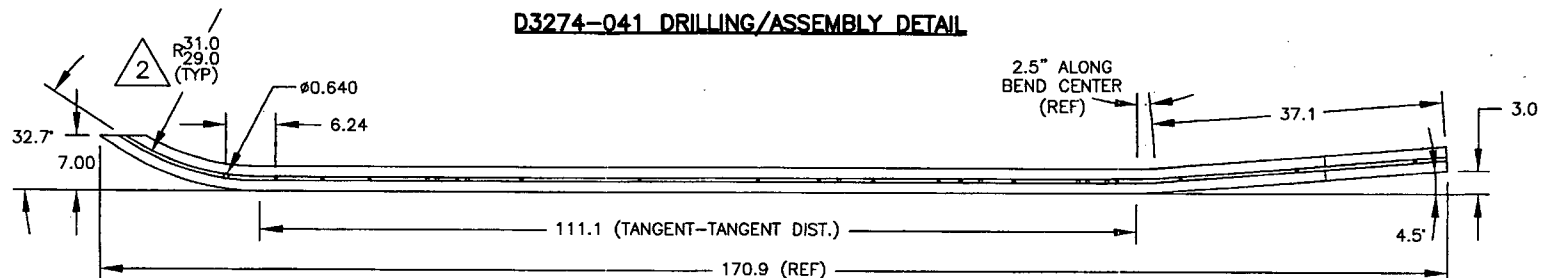 D3274-041 DRILLING/ASSEMBLY DETAIL
2
R31.0
29.0
(TYP)
Ø0.640
6.24
2.5" ALONG
BEND CENTER
(REF)
37.1
3.0
32.7°
7.00
111.1 (TANGENT-TANGENT DIST.)
4.5°
170.9 (REF)